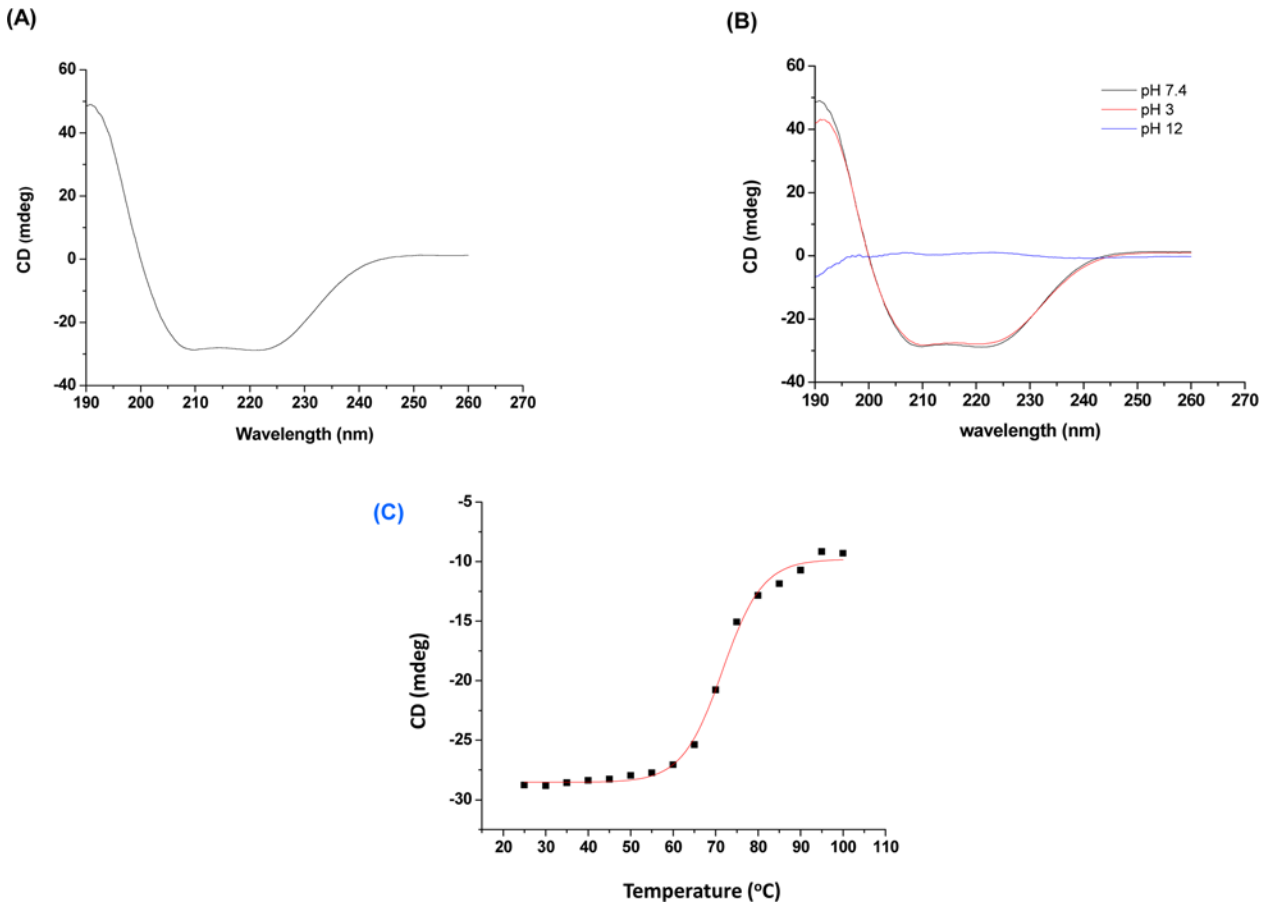 (A)
60
40
20
0
-20
-40
190 200 210 220 230 240 250 260 270
CD (mdeg)
Wavelength (nm)
(B)
60
40
20
0
-20
-40
190 200 210 220 230 240 250 260 270
CD (mdeg)
wavelength (nm)
pH 7.4
pH 3
pH 12
(C)
-5
-10
-15
-20
-25
-30
20 30 40 50 60 70 80 90 100 110
CD (mdeg)
Temperature (°C)